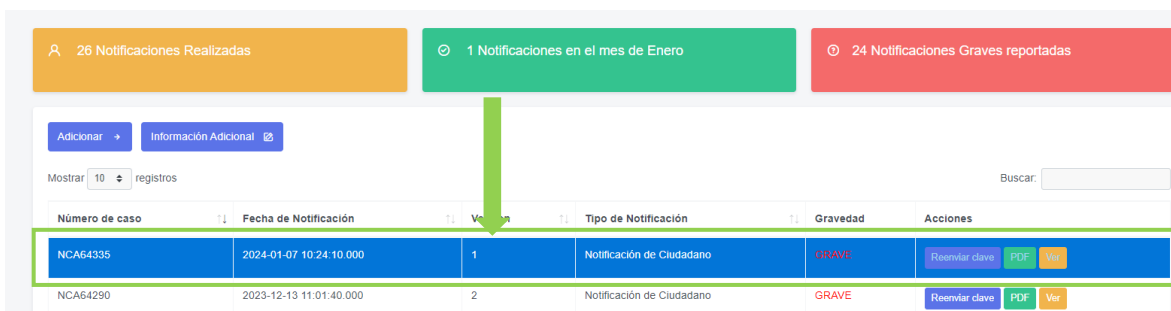 26 Notificaciones Realizadas
1 Notificaciones en el mes de Enero
24 Notificaciones Graves reportadas
Adicionar
Información Adicional
Mostrar 10 registros
Buscar:
Número de caso Fecha de Notificación Tipo de Notificación Gravedad Acciones
NCA64335 2024-01-07 10:24:10.000 1 Notificación de Ciudadano GRAVE Reenviar clave PDF Ver
NCA64290 2023-12-13 11:01:40.000 2 Notificación de Ciudadano GRAVE Reenviar clave PDF Ver